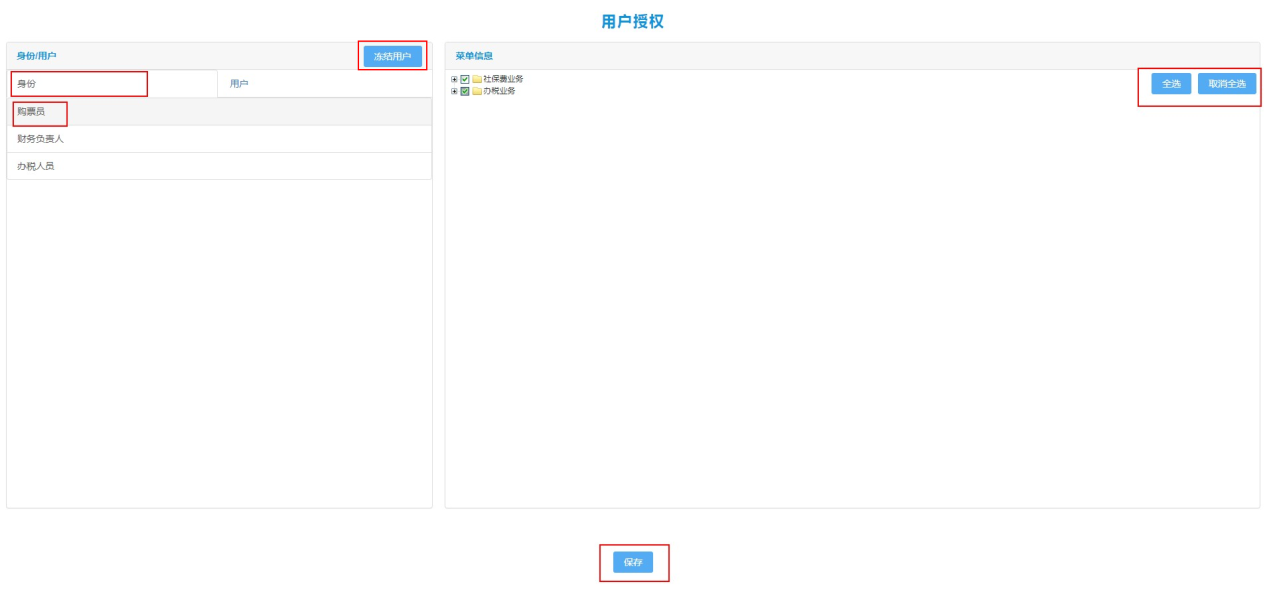 用户授权
身份/用户
冻结用户
身份
用户
购票员
财务负责人
办税人员
菜单信息
社保费业务
办税业务
全选
取消全选
保存